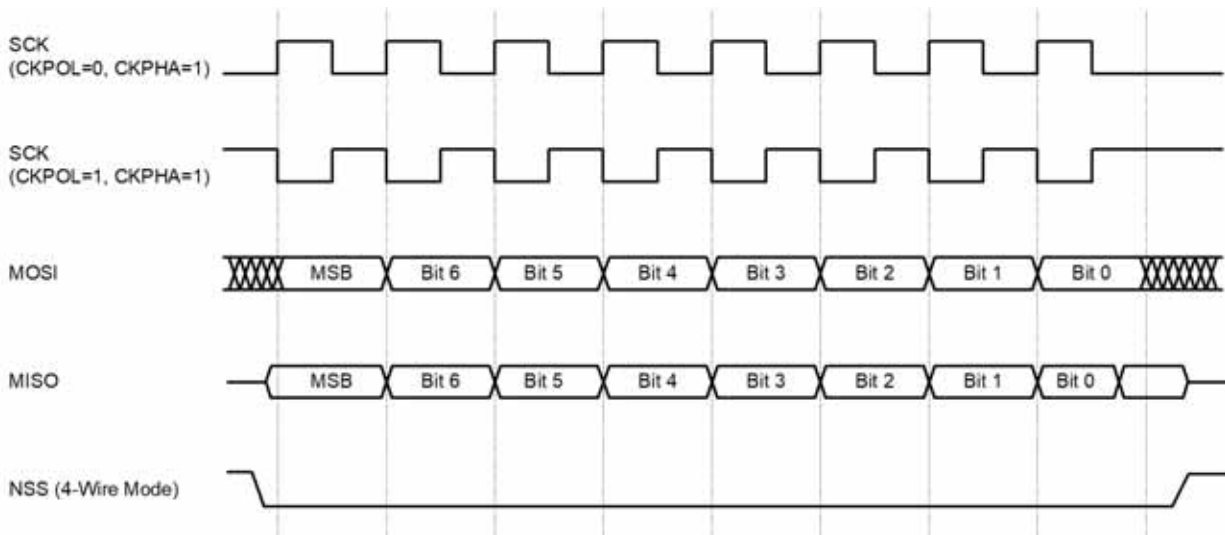 SCK
(CKPOL=0, CKPHA=1)
SCK
(CKPOL=1, CKPHA=1)
MOSI
MSB Bit 6 Bit 5 Bit 4 Bit 3 Bit 2 Bit 1 Bit 0
MISO
MSB Bit 6 Bit 5 Bit 4 Bit 3 Bit 2 Bit 1 Bit 0
NSS (4-Wire Mode)